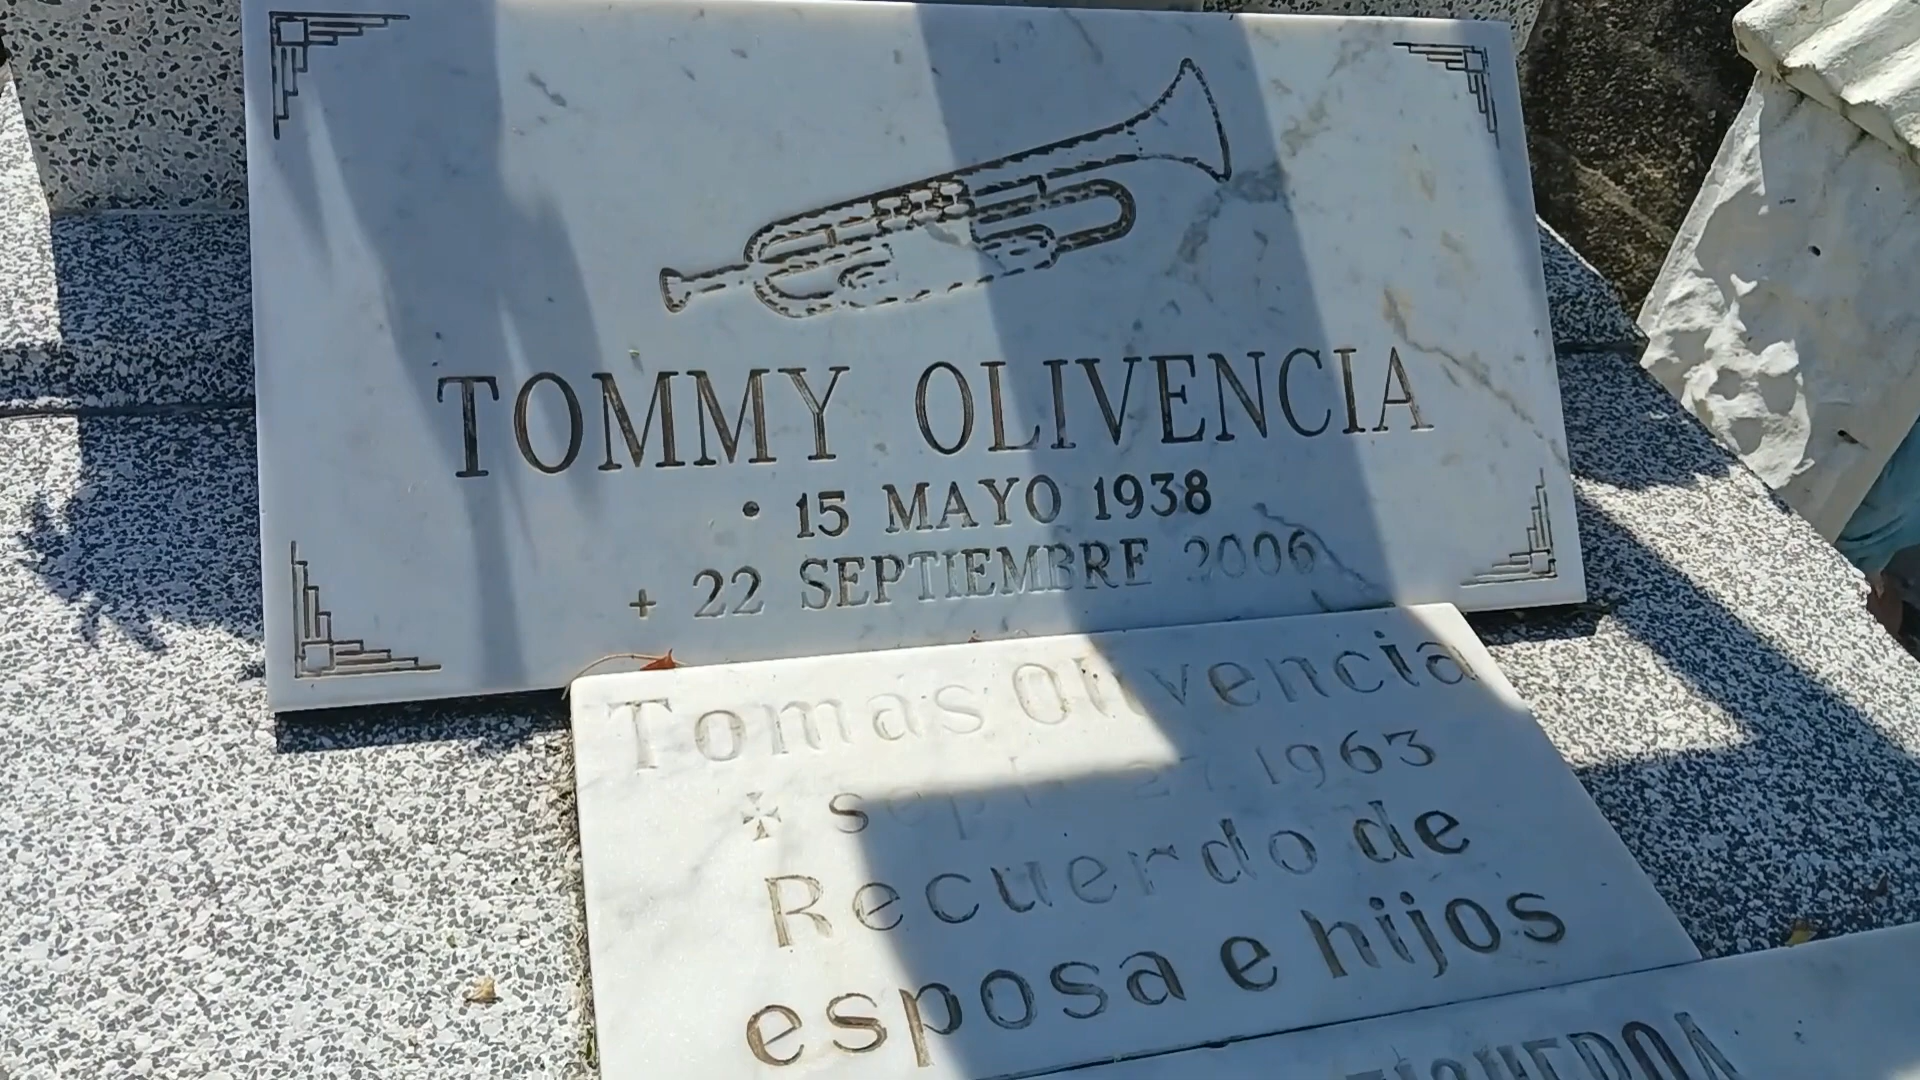 TOMMY OLIVENCIA
• 15 MAYO 1938
+ 22 SEPTIEMBRE 2006
Tomas Olivencia
1963
Recuerdo de
esposa e hijos